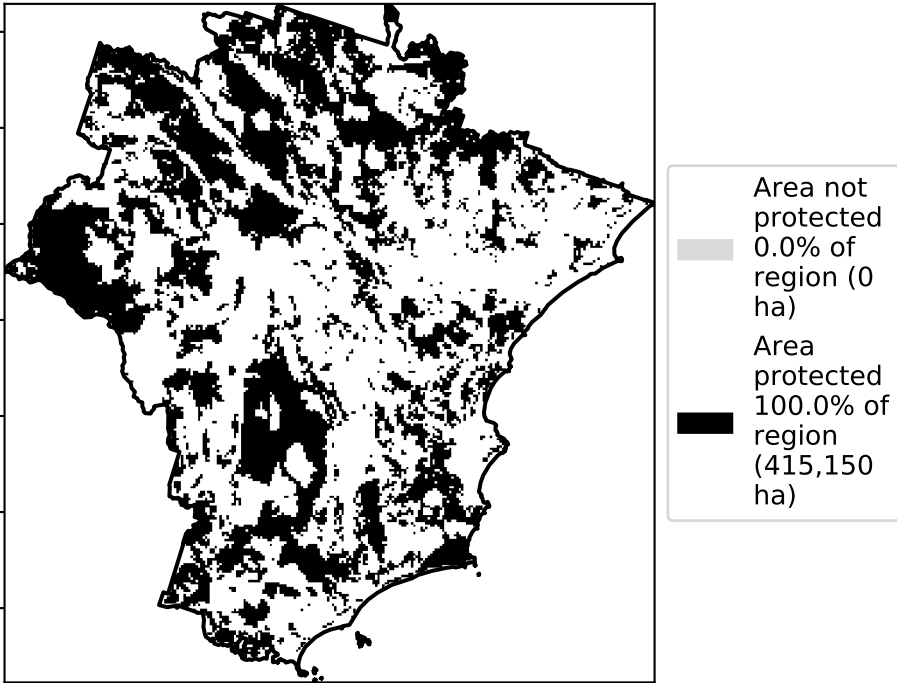 Area not
protected
0.0% of
region (0
ha)
Area
protected
100.0% of
region
(415,150
ha)